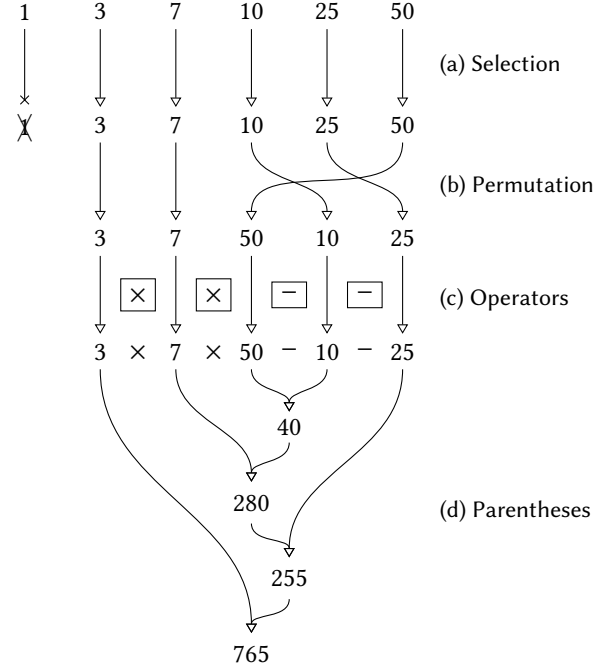 1 3 7 10 25 50
(a) Selection
1 3 7 10 25 50
(b) Permutation
3 7 50 10 25
× × − − (c) Operators
3 × 7 × 50 − 10 − 25
40
280 (d) Parentheses
255
765